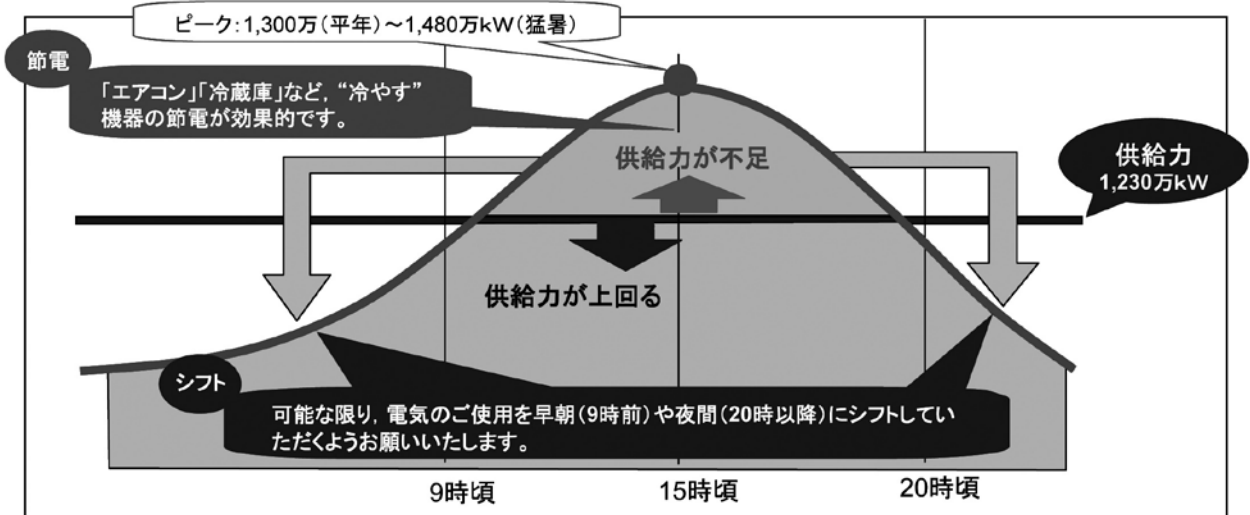 ピーク:1,300万(平年)～1,480万kW(猛暑)
節電
「エアコン」「冷蔵庫」など，“冷やす”
機器の節電が効果的です。
供給力が不足
供給力
1,230万kW
供給力が上回る
シフト
可能な限り，電気のご使用を早朝(9時前)や夜間(20時以降)にシフトしてい
ただくようお願いいたします。
9時頃
15時頃
20時頃